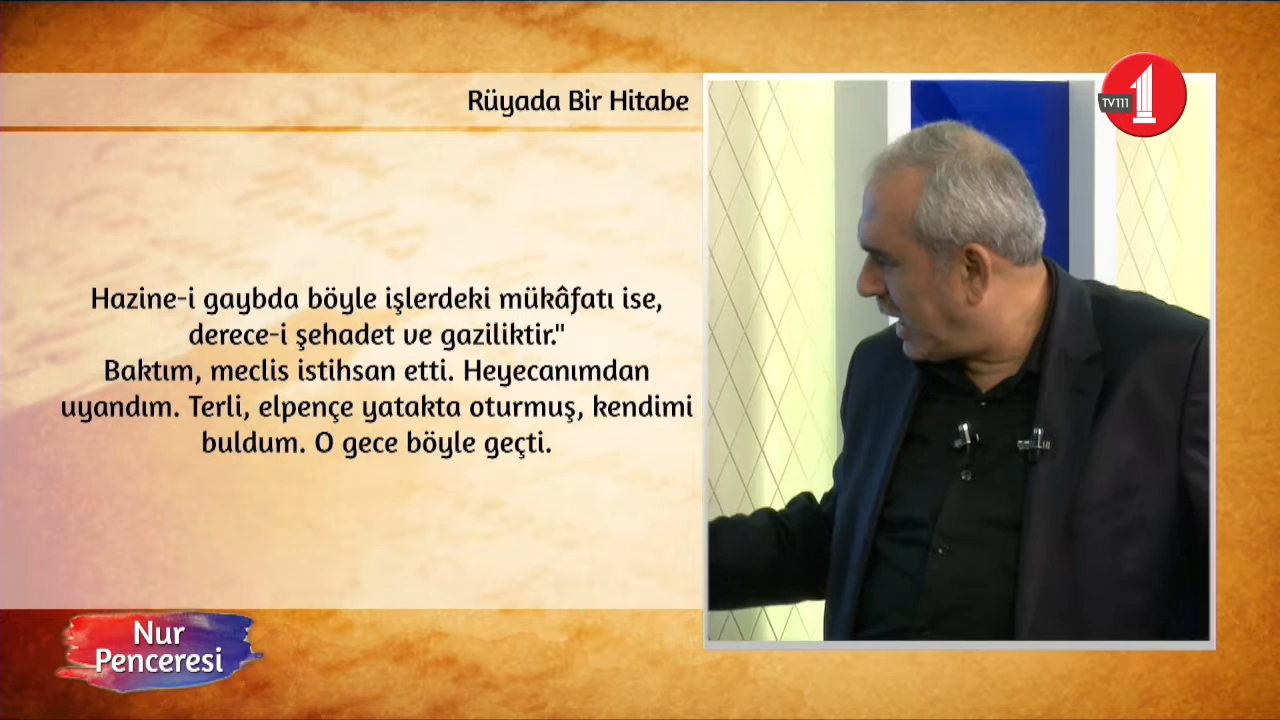 Rüyada Bir Hitabe
TV111
1
Hazine-i gaybda böyle işlerdeki mükâfatı ise,
derece-i şehadet ve gaziliktir."
Baktım, meclis istihsan etti. Heyecanımdan
uyandım. Terli, elpençe yatakta oturmuş, kendimi
buldum. O gece böyle geçti.
Nur
Penceresi